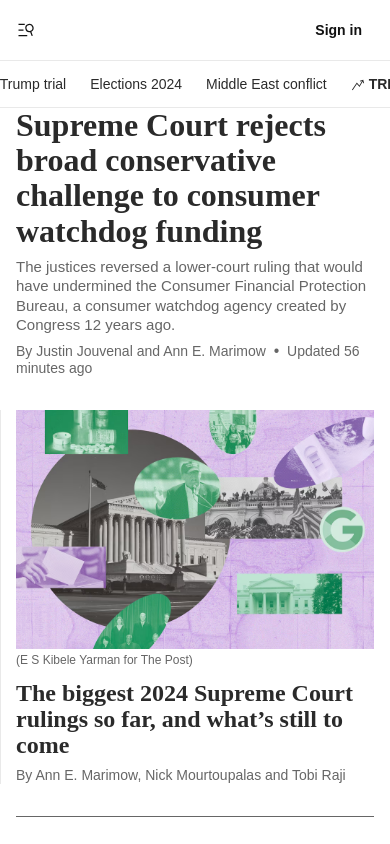 Sign in
Trump trial Elections 2024 Middle East conflict
Supreme Court rejects
broad conservative
challenge to consumer
watchdog funding
The justices reversed a lower-court ruling that would
have undermined the Consumer Financial Protection
Bureau, a consumer watchdog agency created by
Congress 12 years ago.
By Justin Jouvenal and Ann E. Marimow • Updated 56
minutes ago
G
(E S Kibele Yarman for The Post)
The biggest 2024 Supreme Court
rulings so far, and what’s still to
come
By Ann E. Marimow, Nick Mourtoupalas and Tobi Raji